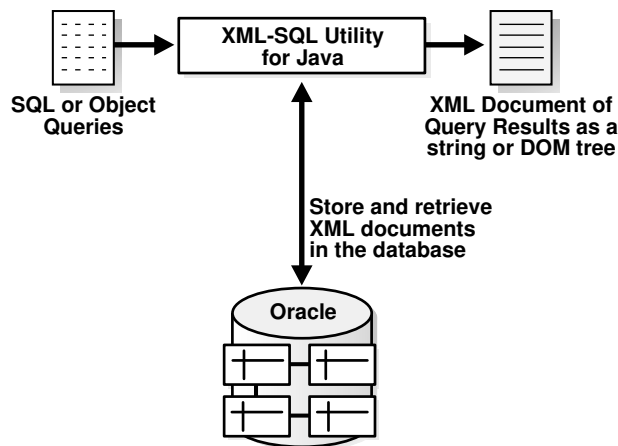 XML-SQL Utility
for Java
SQL or Object
Queries
XML Document of
Query Results as a
string or DOM tree
Store and retrieve
XML documents
in the database
Oracle